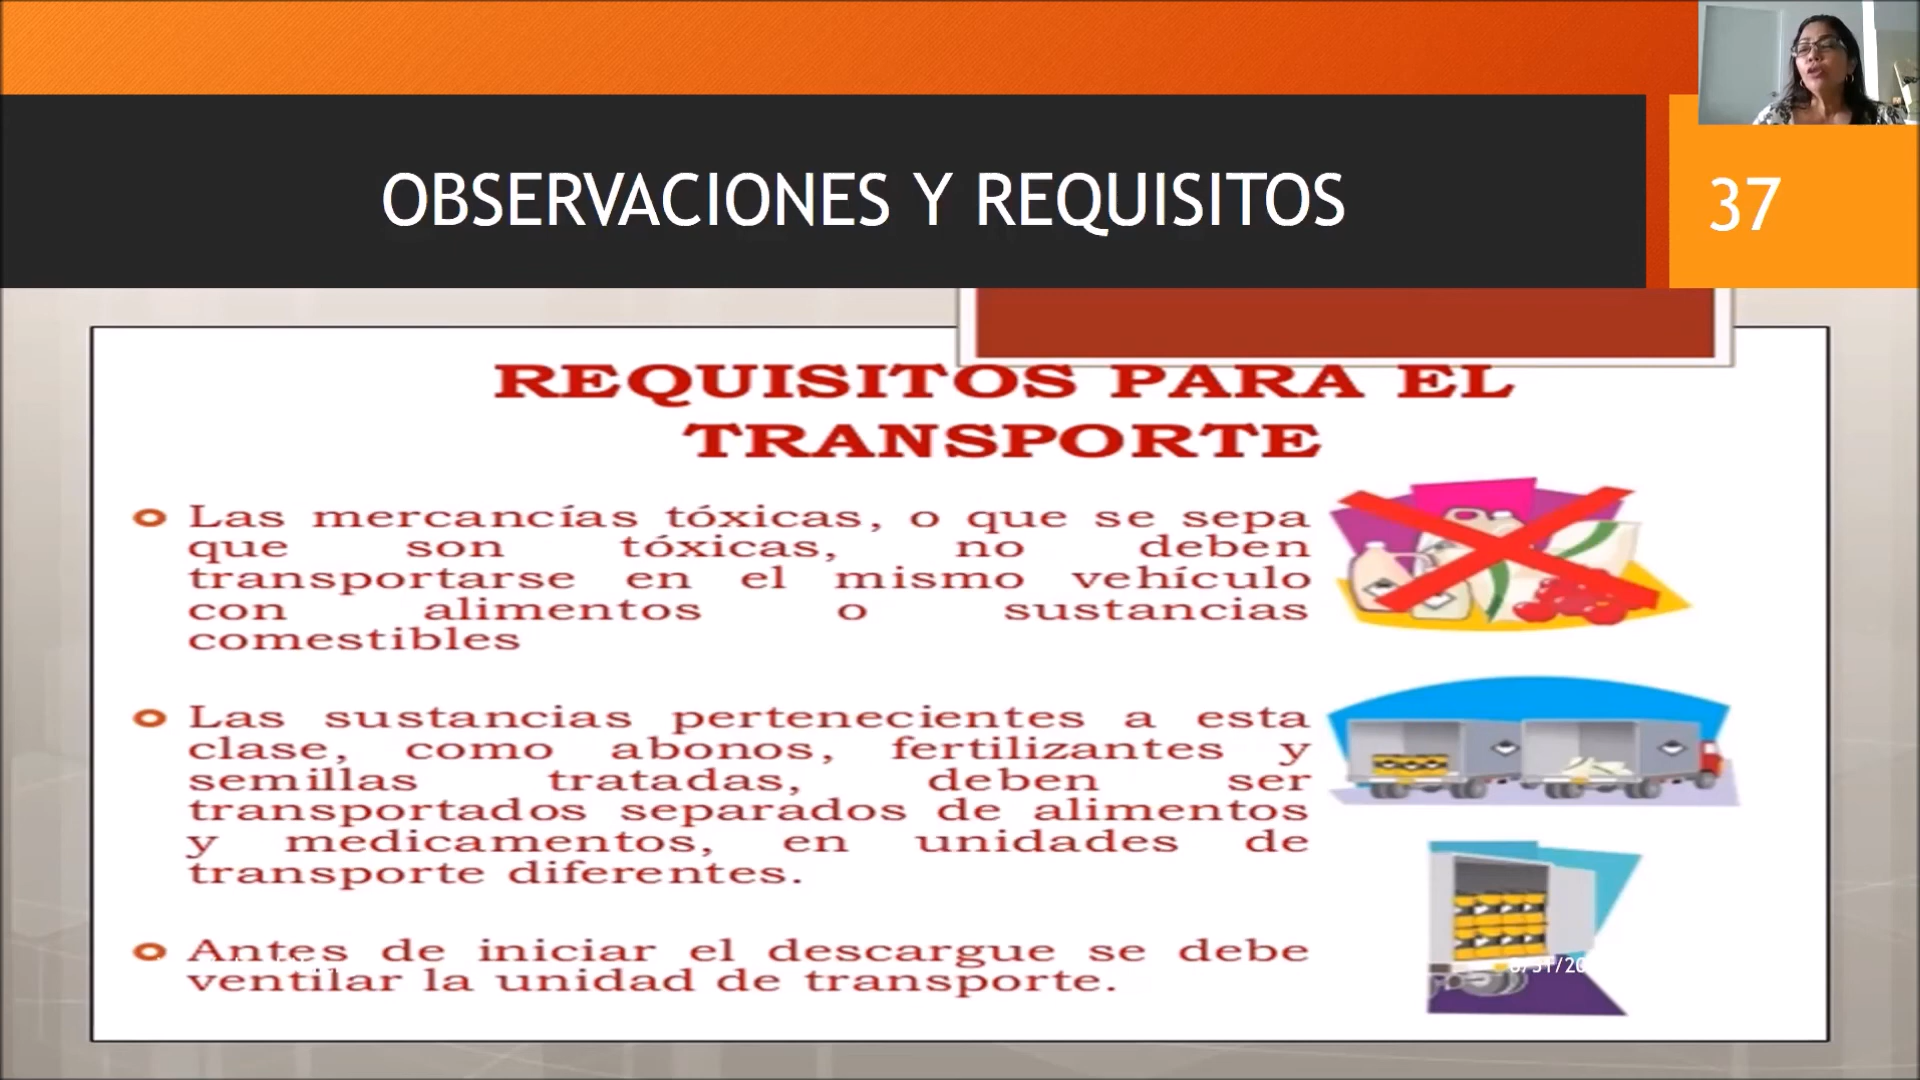 OBSERVACIONES Y REQUISITOS
37
REQUISITOS PARA EL
TRANSPORTE
Las mercancías tóxicas, o que se sepa
que son tóxicas, no deben
transportarse en el mismo vehículo
con alimentos o sustancias
comestibles
Las sustancias pertenecientes a esta
clase, como abonos, fertilizantes y
semillas tratadas, deben ser
transportados separados de alimentos
y medicamentos, en unidades de
transporte diferentes.
Antes de iniciar el descargue se debe
ventilar la unidad de transporte.